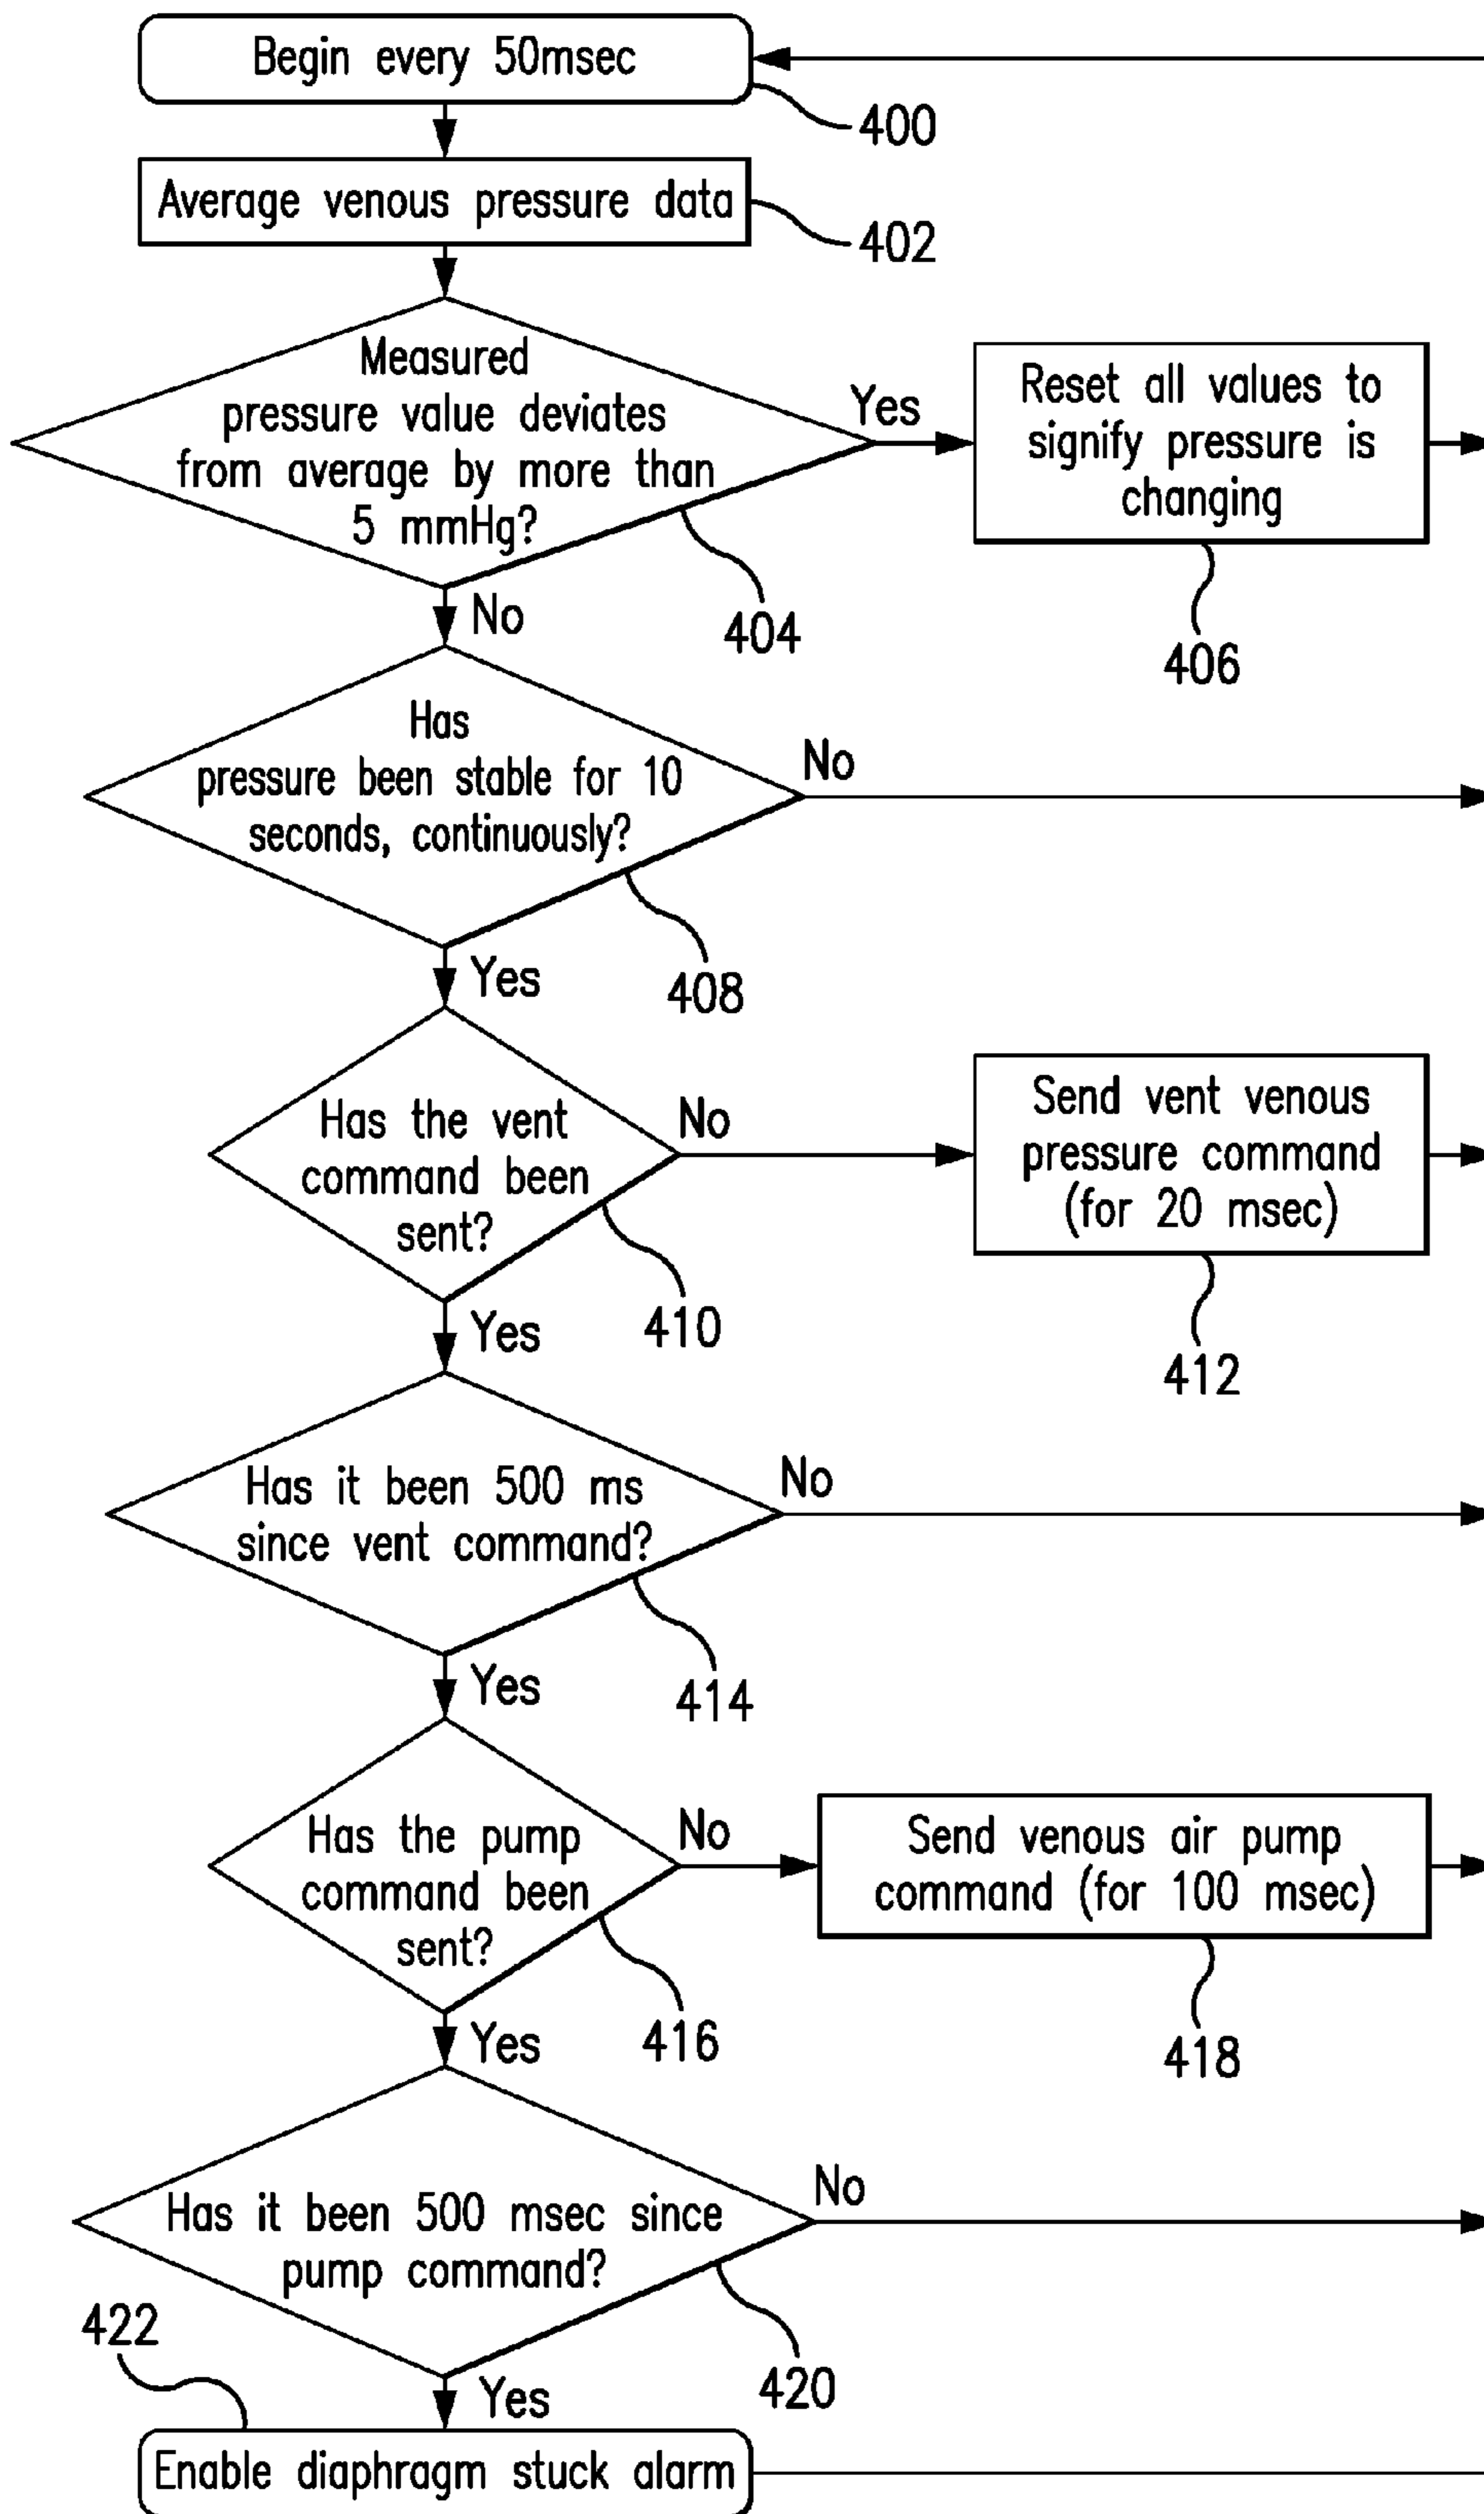 Begin every 50msec
400
Average venous pressure data
402
Measured
pressure value deviates
from average by more than
5 mmHg?
404
Yes
Reset all values to
signify pressure is
changing
406
No
Has
pressure been stable for 10
seconds, continuously?
408
No
Yes
Has the vent
command been
sent?
410
No
Send vent venous
pressure command
(for 20 msec)
412
Yes
Has it been 500 ms
since vent command?
414
No
Yes
Has the pump
command been
sent?
416
No
Send venous air pump
command (for 100 msec)
418
Yes
Has it been 500 msec since
pump command?
420
No
Yes
422
Enable diaphragm stuck alarm